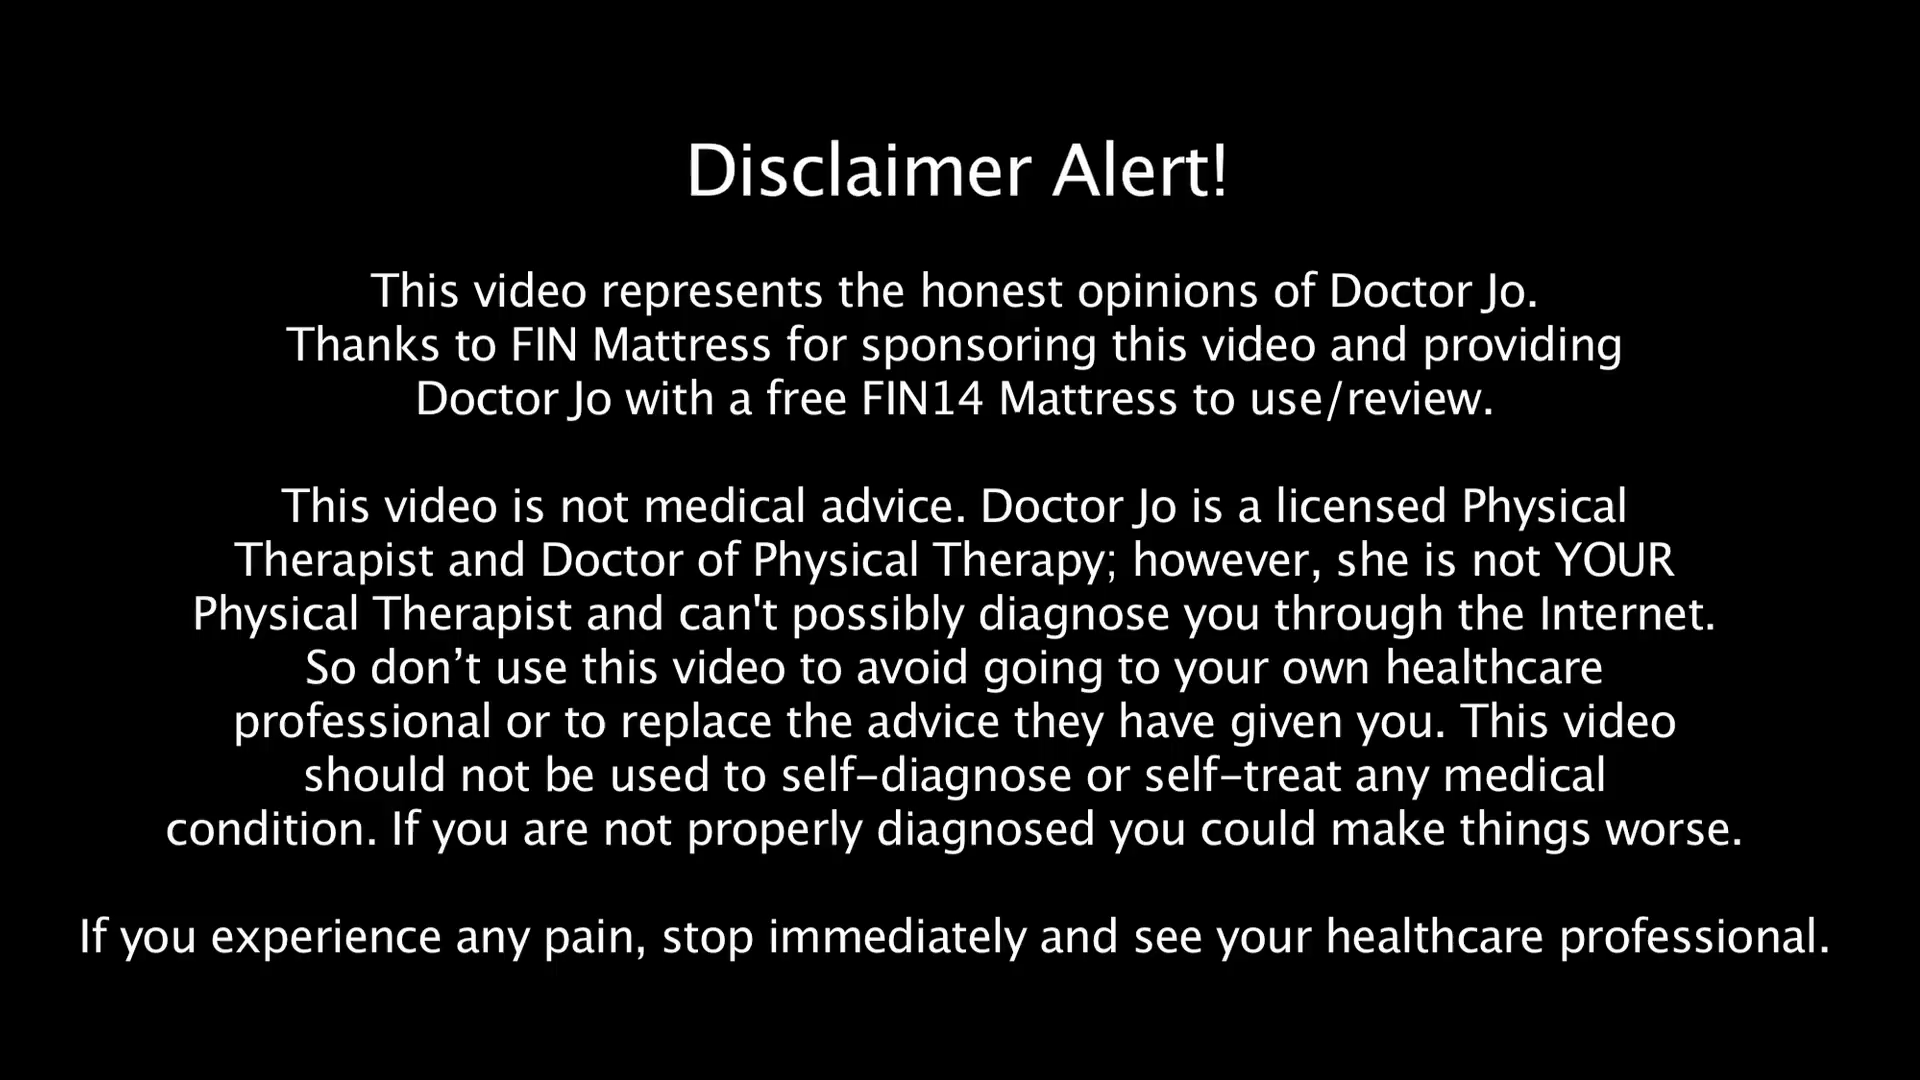 Disclaimer Alert!
This video represents the honest opinions of Doctor Jo.
Thanks to FIN Mattress for sponsoring this video and providing
Doctor Jo with a free FIN14 Mattress to use/review.
This video is not medical advice. Doctor Jo is a licensed Physical
Therapist and Doctor of Physical Therapy; however, she is not YOUR
Physical Therapist and can't possibly diagnose you through the Internet.
So don’t use this video to avoid going to your own healthcare
professional or to replace the advice they have given you. This video
should not be used to self-diagnose or self-treat any medical
condition. If you are not properly diagnosed you could make things worse.
If you experience any pain, stop immediately and see your healthcare professional.